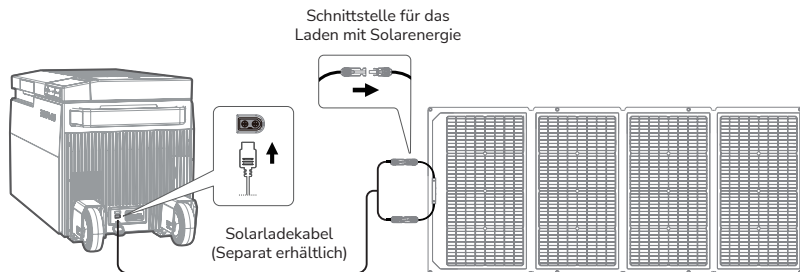 Schnittstelle für das
Laden mit Solarenergie
Solarladekabel
(Separat erhältlich)